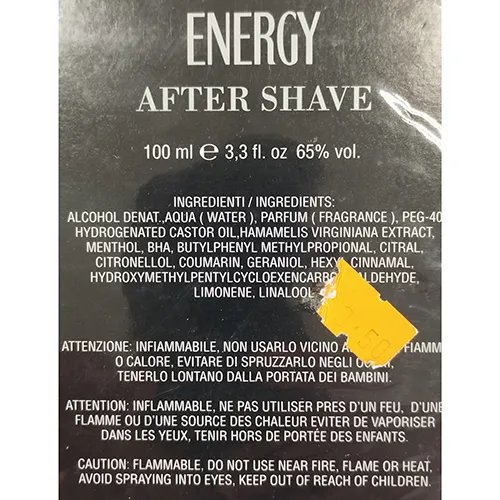 ENERGY
AFTER SHAVE
100 ml ℮ 3,3 fl. oz 65% vol.
INGREDIENTI / INGREDIENTS:
ALCOHOL DENAT.,AQUA ( WATER ), PARFUM ( FRAGRANCE ), PEG-40
HYDROGENATED CASTOR OIL,HAMAMELIS VIRGINIANA EXTRACT,
MENTHOL, BHA, BUTYLPHENYL METHYLPROPIONAL, CITRAL,
CITRONELLOL, COUMARIN, GERANIOL, HEXYL CINNAMAL,
LIMONENE, LINALOOL
ATTENZIONE: INFIAMMABILE, NON USARLO VICINO A
O CALORE, EVITARE DI SPRUZZARLO NEGLI
TENERLO LONTANO DALLA PORTATA DEI BAMBINI.
ATTENTION: INFLAMMABLE, NE PAS UTILISER PRES D'UN FEU, D'UNE
FLAMME OU D'UNE SOURCE DES CHALEUR EVITER DE VAPORISER
DANS LES YEUX, TENIR HORS DE PORTÉE DES ENFANTS.
CAUTION: FLAMMABLE, DO NOT USE NEAR FIRE, FLAME OR HEAT,
AVOID SPRAYING INTO EYES, KEEP OUT OF REACH OF CHILDREN.